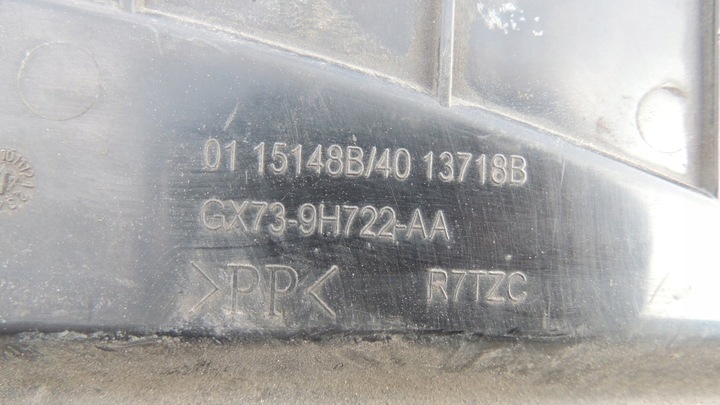 01 15148B/40 13718B
GX73-9H722-AA
>PP< R7TZC